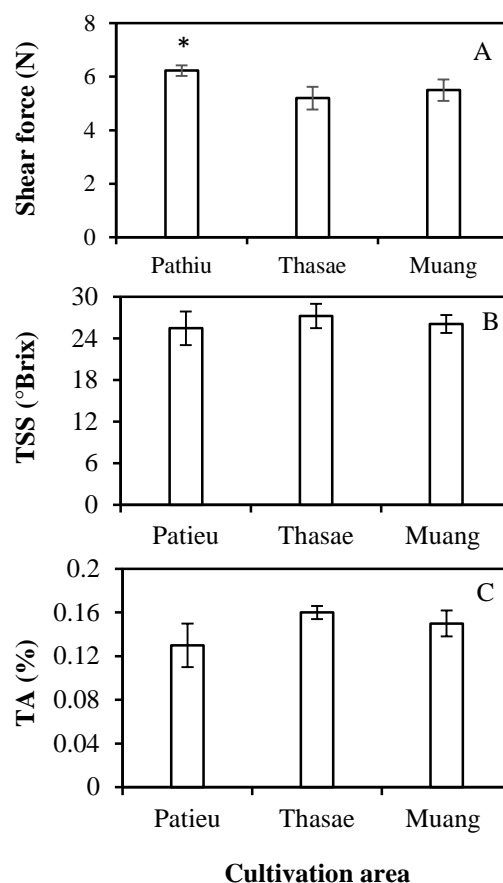 Shear force (N)
8
6
4
2
0
*
A
Pathiu Thasae Muang
TSS (°Brix)
30
24
18
12
6
0
B
Patieu Thasae Muang
TA (%)
0.2
0.16
0.12
0.08
0.04
0
C
Patieu Thasae Muang
Cultivation area